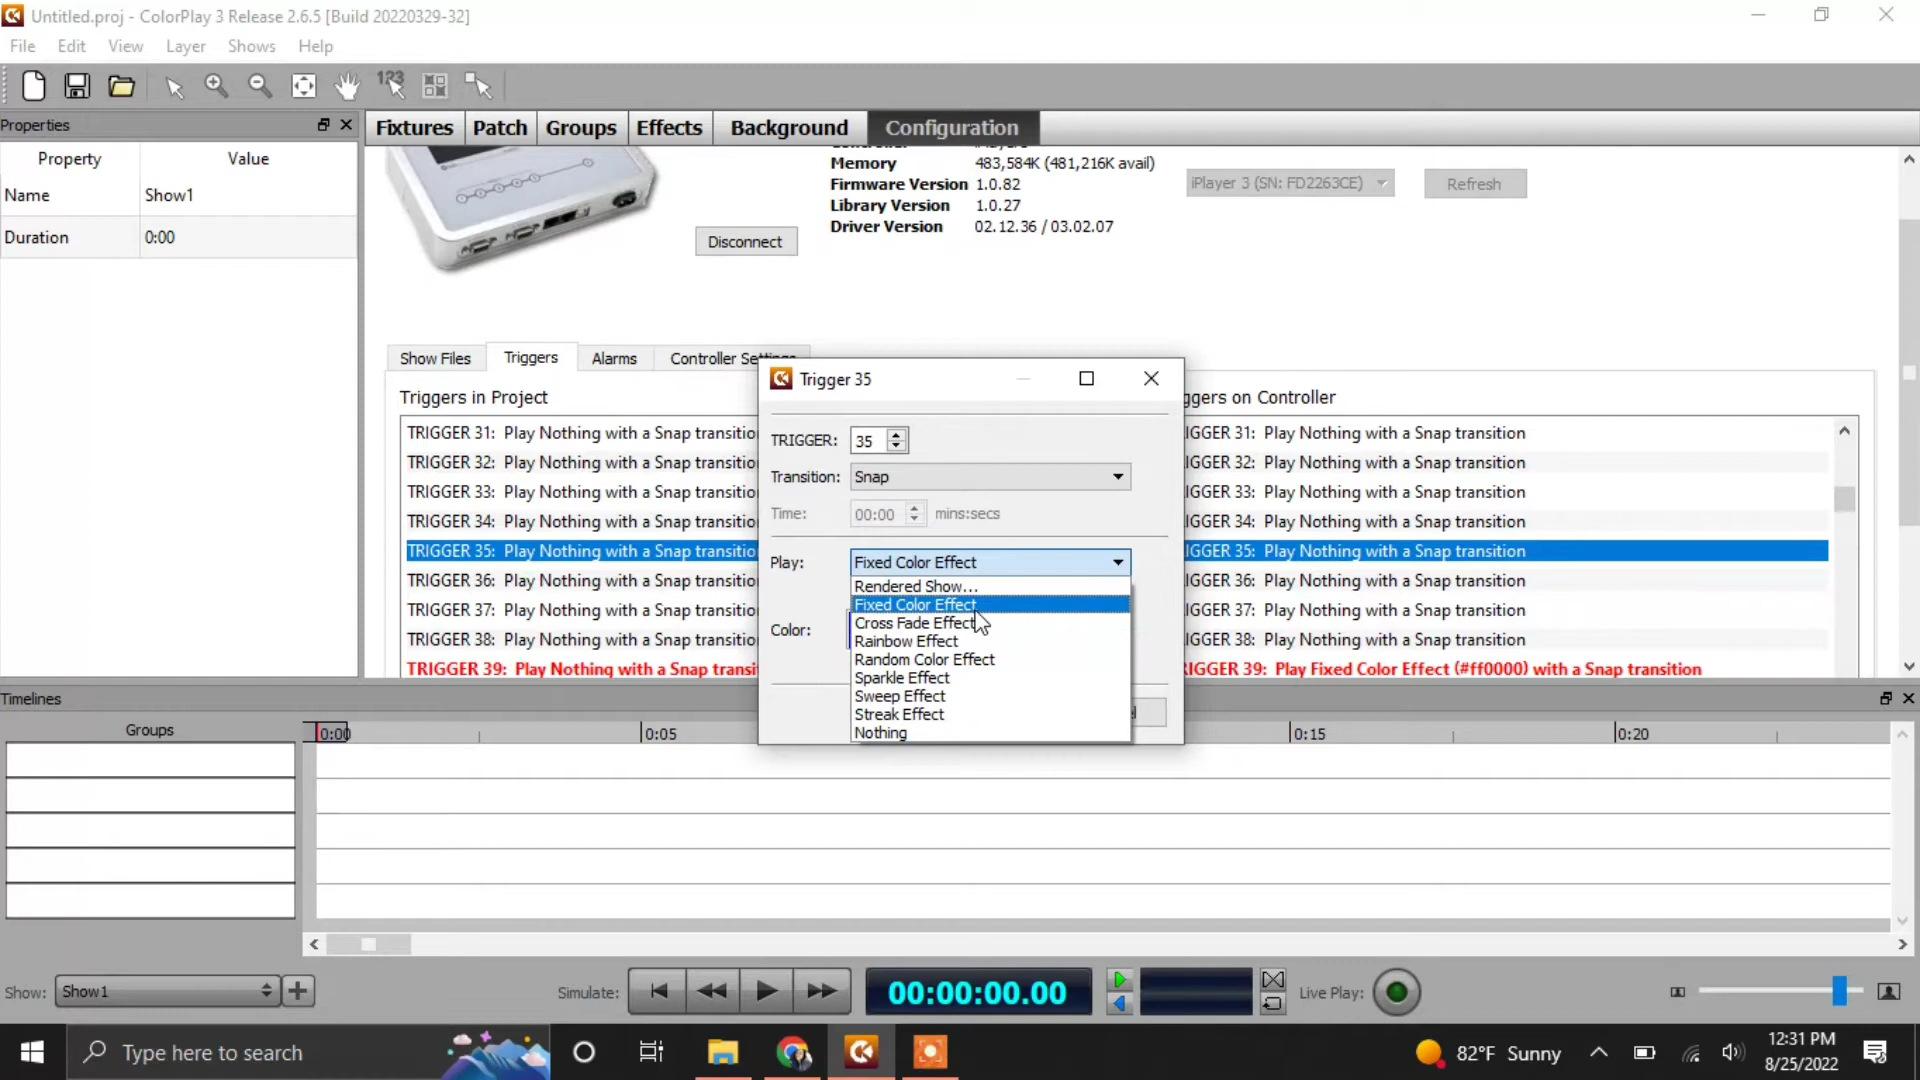 Untitled.proj - ColorPlay 3 Release 2.6.5 [Build 20220329-32]
File Edit View Layer Shows Help
123
Properties
Property Value
Name Show1
Duration 0:00
Fixtures Patch Groups Effects Background Configuration
Memory 483,584K (481,216K avail)
Firmware Version 1.0.82
Library Version 1.0.27
Driver Version 02.12.36 / 03.02.07
iPlayer 3 (SN: FD2263CE)
Refresh
Disconnect
Show Files Triggers Alarms Controller Settings
Triggers in Project
TRIGGER 31: Play Nothing with a Snap transitio
TRIGGER 32: Play Nothing with a Snap transitio
TRIGGER 33: Play Nothing with a Snap transitio
TRIGGER 34: Play Nothing with a Snap transitio
TRIGGER 35: Play Nothing with a Snap transitio
TRIGGER 36: Play Nothing with a Snap transitio
TRIGGER 37: Play Nothing with a Snap transitio
TRIGGER 38: Play Nothing with a Snap transitio
TRIGGER 39: Play Nothing with a Snap transi
Trigger 35
TRIGGER: 35
Transition: Snap
Time: 00:00 mins:secs
Play: Fixed Color Effect
Rendered Show...
Fixed Color Effect
Cross Fade Effect
Rainbow Effect
Random Color Effect
Sparkle Effect
Sweep Effect
Streak Effect
Nothing
Color:
ggers on Controller
IGGER 31: Play Nothing with a Snap transition
IGGER 32: Play Nothing with a Snap transition
IGGER 33: Play Nothing with a Snap transition
IGGER 34: Play Nothing with a Snap transition
IGGER 35: Play Nothing with a Snap transition
IGGER 36: Play Nothing with a Snap transition
IGGER 37: Play Nothing with a Snap transition
IGGER 38: Play Nothing with a Snap transition
IGGER 39: Play Fixed Color Effect (#ff0000) with a Snap transition
Timelines
Groups
0:00 0:05 0:15 0:20
Show: Show1
Simulate:
00:00:00.00
Live Play:
Type here to search
82°F Sunny
12:31 PM
8/25/2022